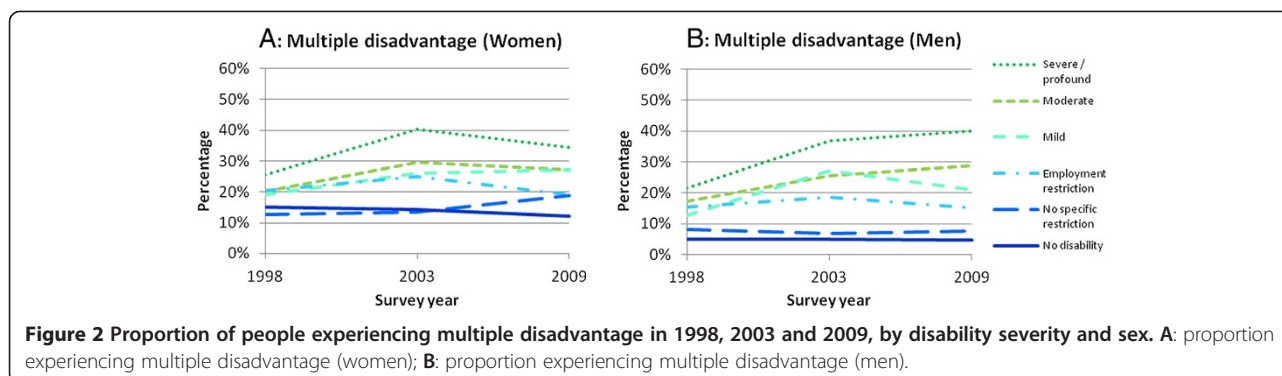 A: Multiple disadvantage (Women)
60%
50%
40%
30%
20%
10%
0%
Percentage
1998
2003
2009
Survey year
B: Multiple disadvantage (Men)
60%
50%
40%
30%
20%
10%
0%
Percentage
1998
2003
2009
Survey year
Severe /
profound
Moderate
Mild
Employment
restriction
No specific
restriction
No disability
Figure 2 Proportion of people experiencing multiple disadvantage in 1998, 2003 and 2009, by disability severity and sex. A: proportion
experiencing multiple disadvantage (women); B: proportion experiencing multiple disadvantage (men).